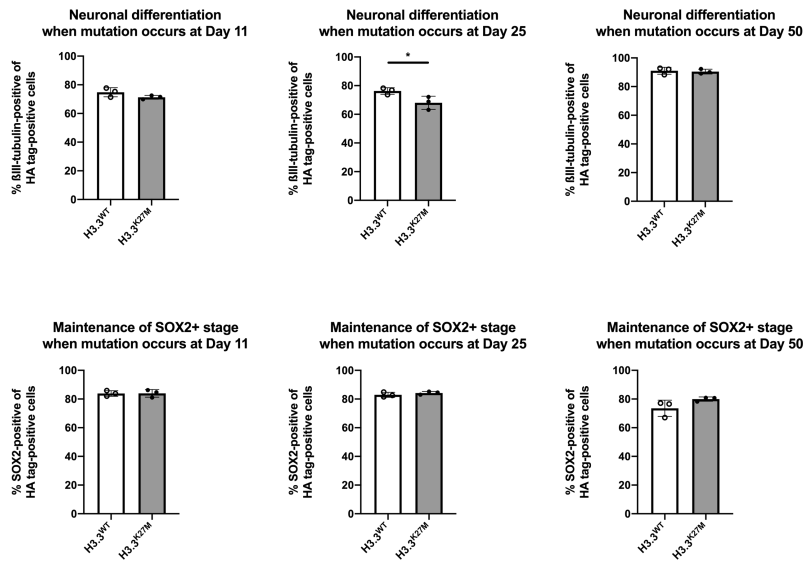 Neuronal differentiation
when mutation occurs at Day 11
% ßIII-tubulin-positive of
HA tag-positive cells
100
80
60
40
20
0
H3.3WT
H3.3K27M
Neuronal differentiation
when mutation occurs at Day 25
% ßIII-tubulin-positive of
HA tag-positive cells
100
80
60
40
20
0
*
H3.3WT
H3.3K27M
Neuronal differentiation
when mutation occurs at Day 50
% ßIII-tubulin-positive of
HA tag-positive cells
100
80
60
40
20
0
H3.3WT
H3.3K27M
Maintenance of SOX2+ stage
when mutation occurs at Day 11
% SOX2-positive of
HA tag-positive cells
100
80
60
40
20
0
H3.3WT
H3.3K27M
Maintenance of SOX2+ stage
when mutation occurs at Day 25
% SOX2-positive of
HA tag-positive cells
100
80
60
40
20
0
H3.3WT
H3.3K27M
Maintenance of SOX2+ stage
when mutation occurs at Day 50
% SOX2-positive of
HA tag-positive cells
100
80
60
40
20
0
H3.3WT
H3.3K27M